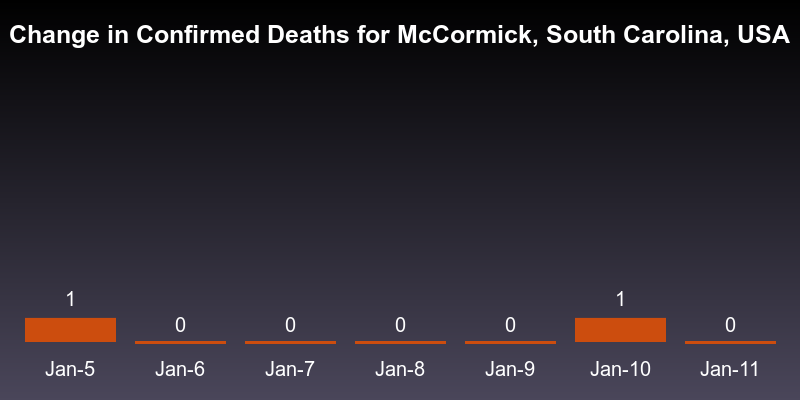 Change in Confirmed Deaths for McCormick, South Carolina, USA
1 0 0 0 0 1 0
Jan-5 Jan-6 Jan-7 Jan-8 Jan-9 Jan-10 Jan-11